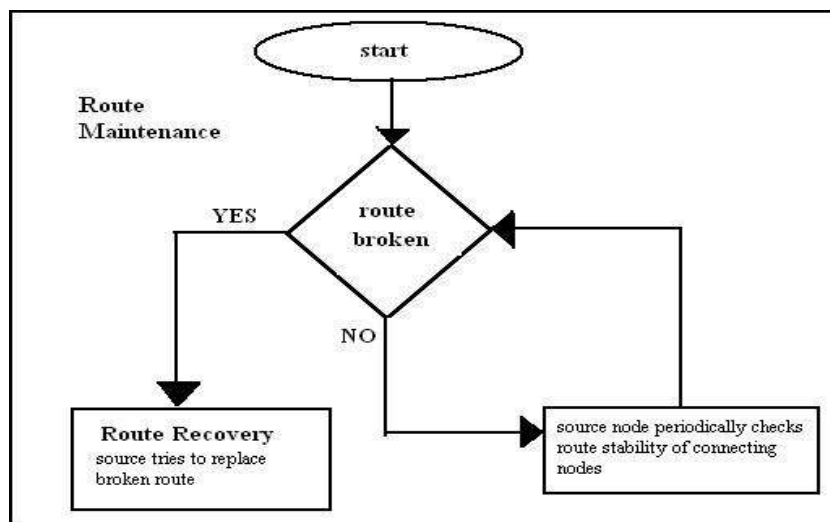 start
Route
Maintenance
YES
route
broken
NO
Route Recovery
source tries to replace
broken route
source node periodically checks
route stability of connecting
nodes